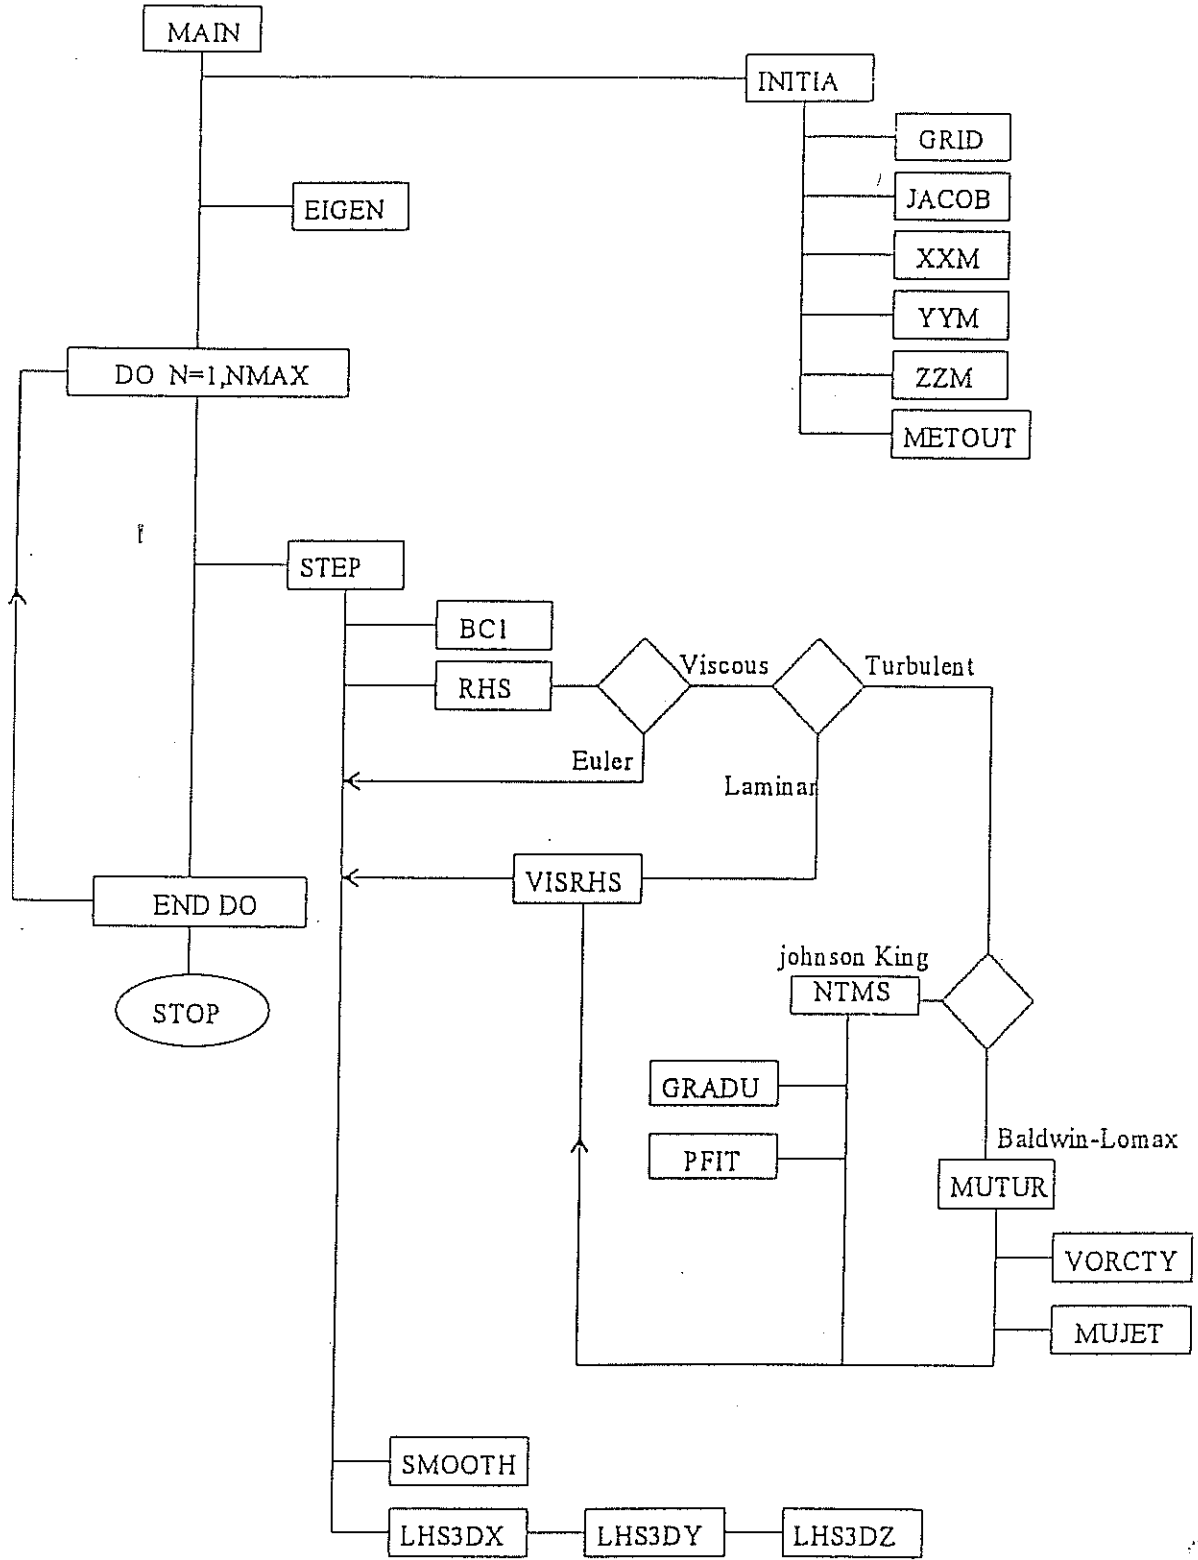 MAIN
INITIA
GRID
JACOB
EIGEN
XXM
YYM
DO N=1,NMAX
ZZM
METOUT
STEP
BC1
RHS
Viscous
Turbulent
Euler
Laminar
VISRHS
END DO
johnson King
NTMS
STOP
GRADU
Baldwin-Lomax
PFIT
MUTUR
VORCTY
MUJET
SMOOTH
LHS3DX
LHS3DY
LHS3DZ